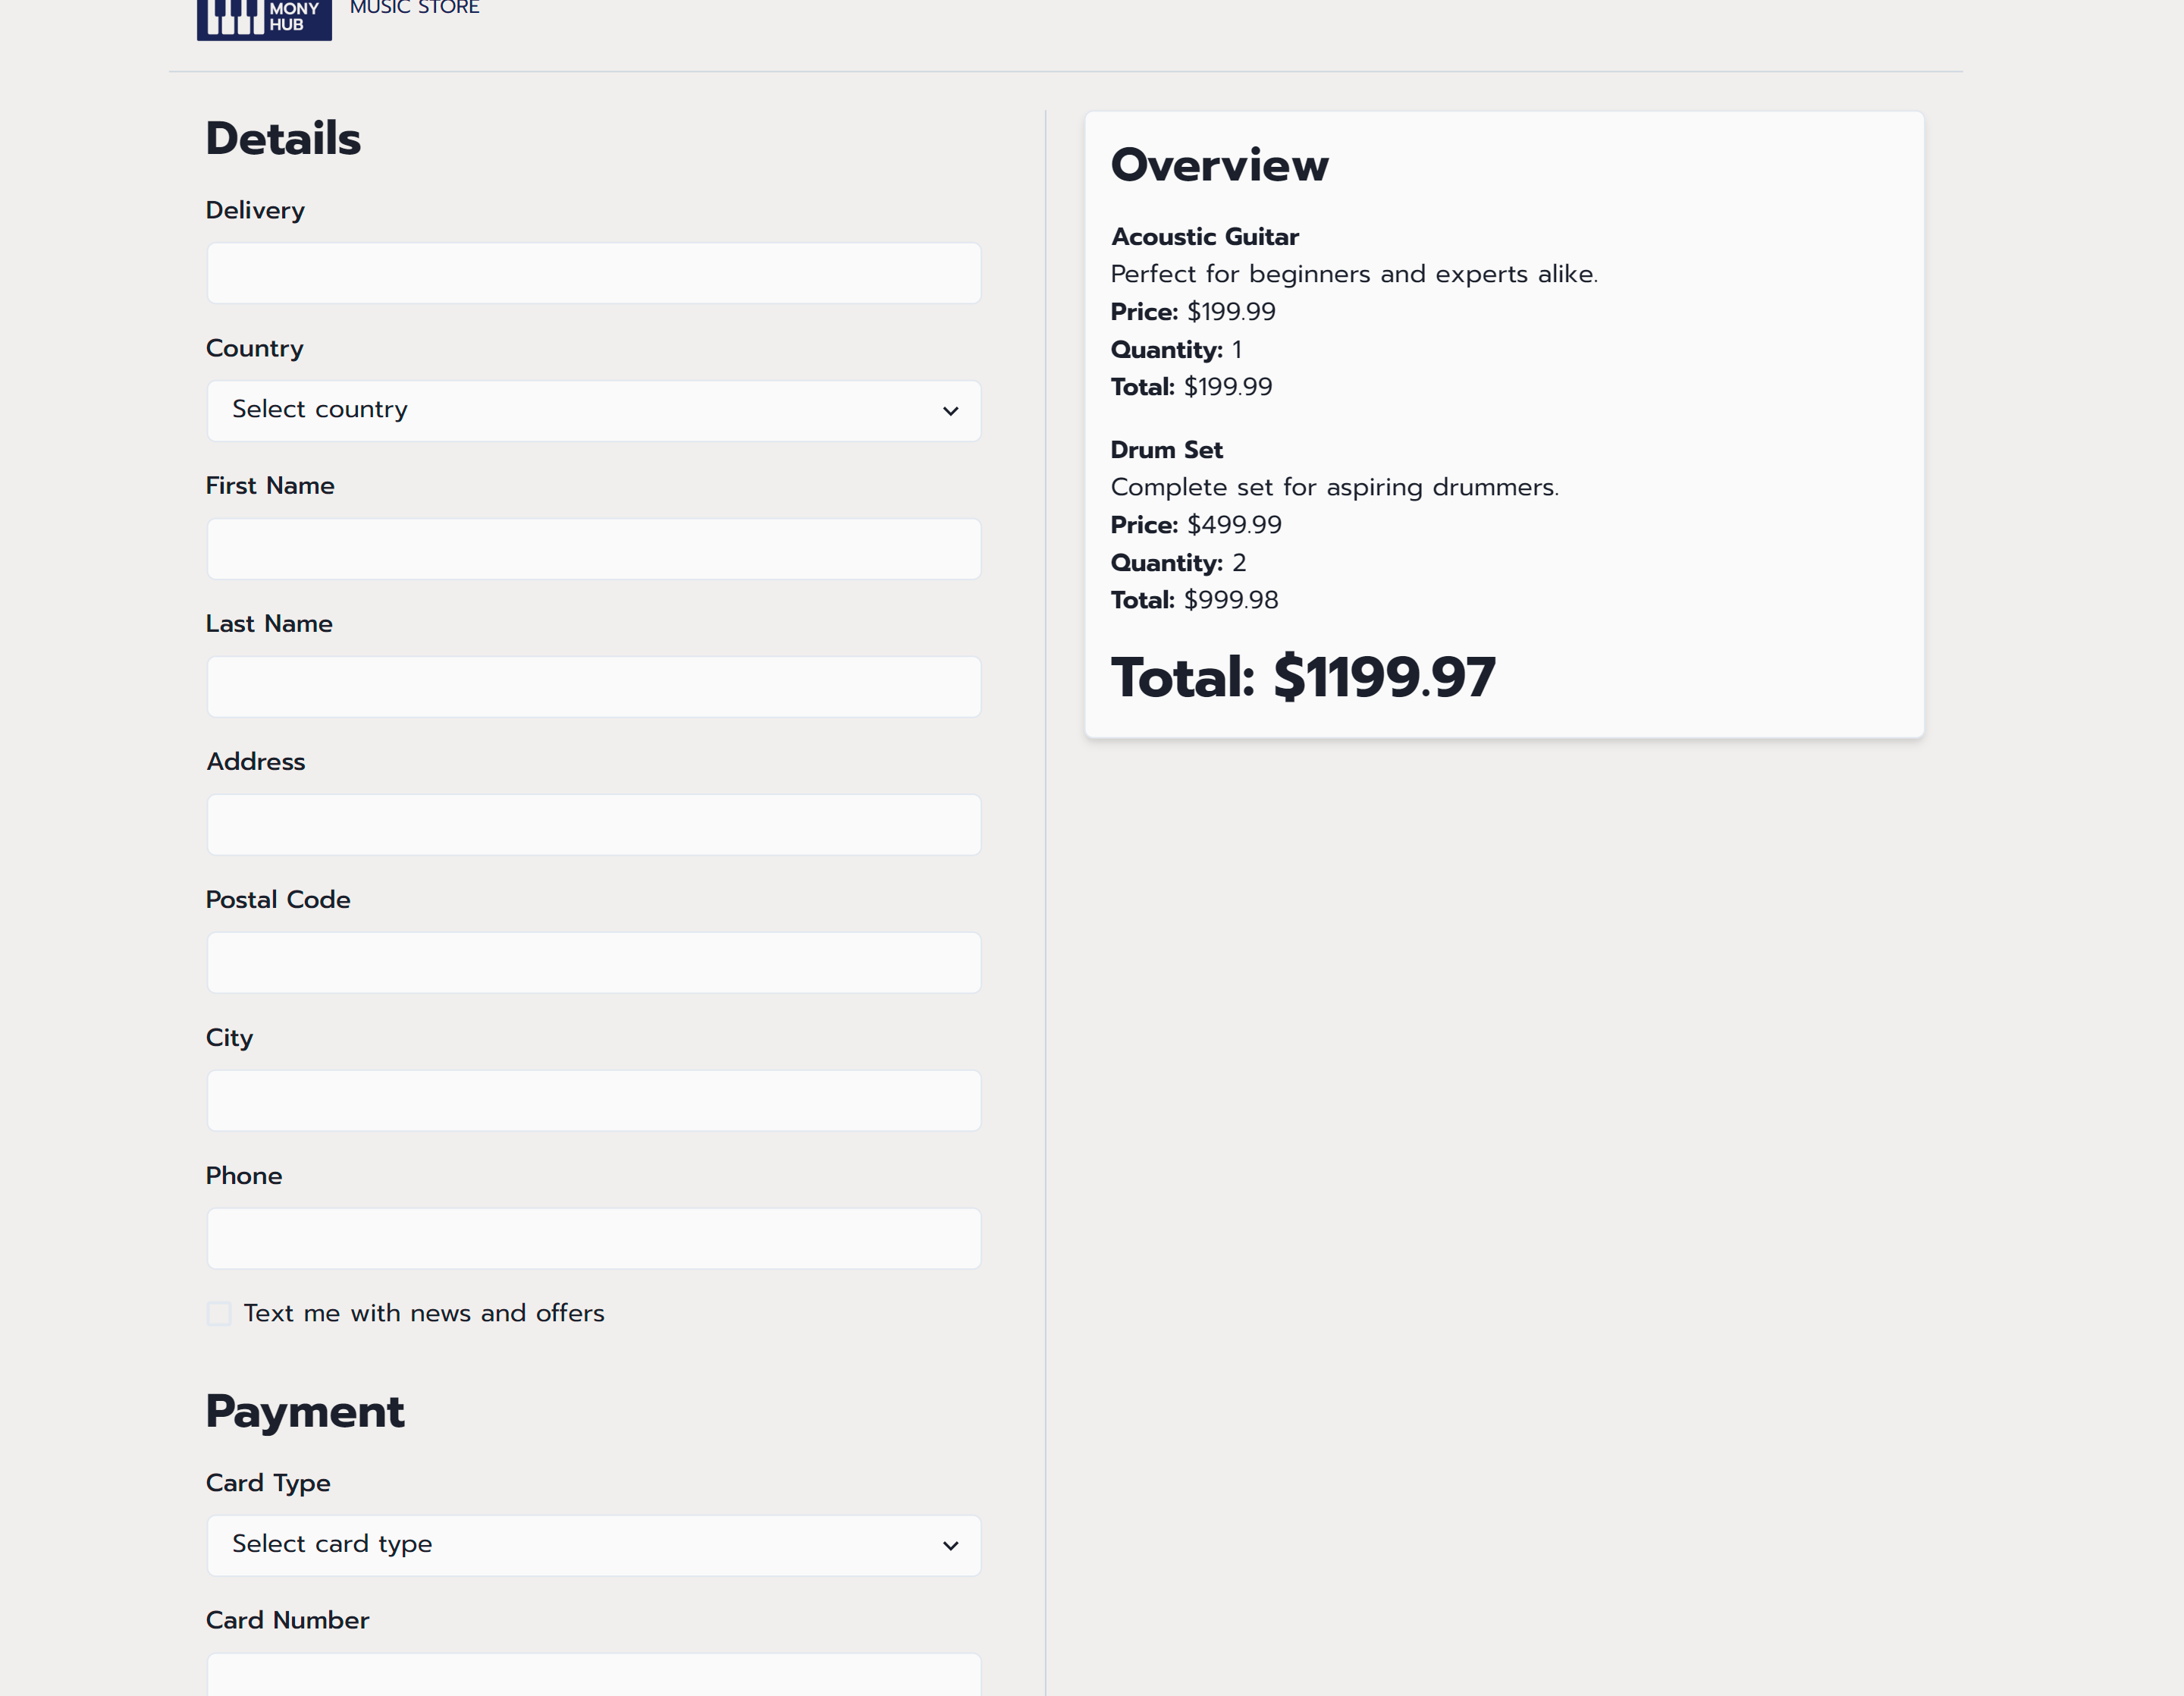 MONY
HUB
MUSIC STORE
Details
Delivery
Country
Select country
First Name
Last Name
Address
Postal Code
City
Phone
Text me with news and offers
Payment
Card Type
Select card type
Card Number
Overview
Acoustic Guitar
Perfect for beginners and experts alike.
Price: $199.99
Quantity: 1
Total: $199.99
Drum Set
Complete set for aspiring drummers.
Price: $499.99
Quantity: 2
Total: $999.98
Total: $1199.97